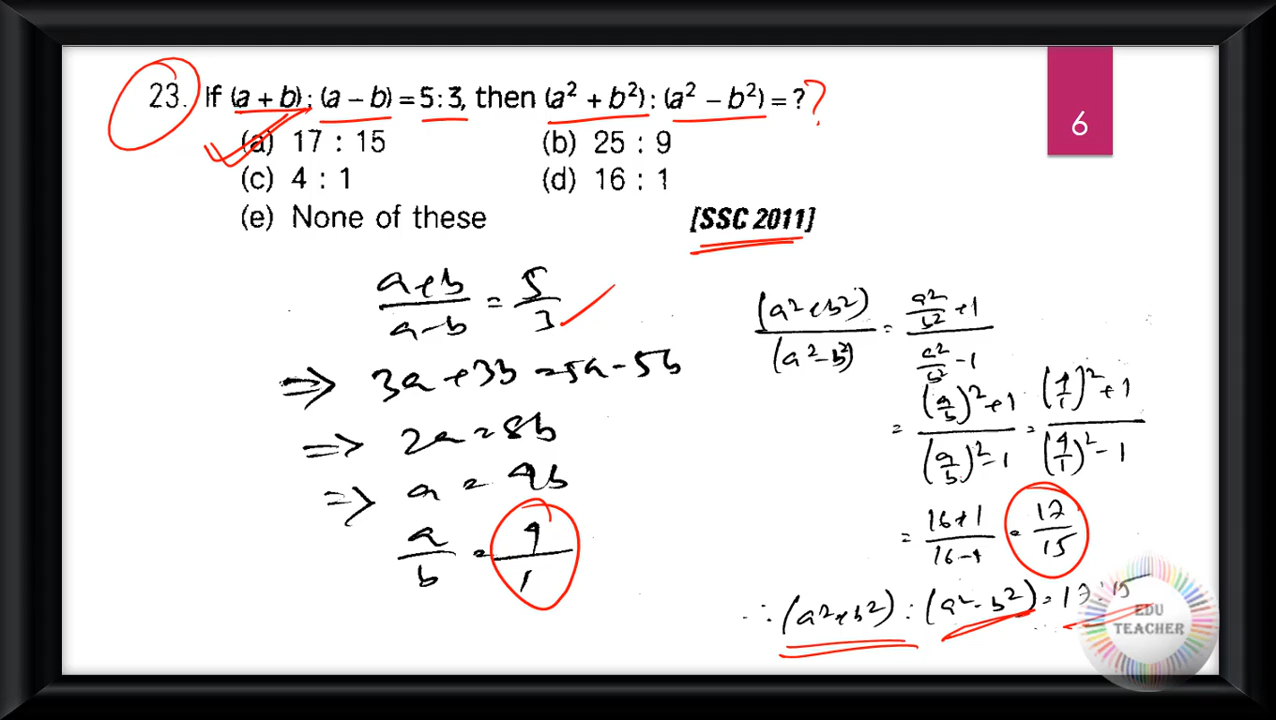 23. If (a + b) : (a − b) = 5 : 3, then (a² + b²) : (a² − b²) = ? ?
6
(a) 17 : 15 (b) 25 : 9
(c) 4 : 1 (d) 16 : 1
(e) None of these [SSC 2011]
(a+b)/(a−b) = 5/3
⇒ 3a + 3b = 5a − 5b
⇒ 2a = 8b
⇒ a = 4b
a/b = 4/1
(a²+b²)/(a²−b²) = (a²/b² + 1)/(a²/b² − 1)
= ((a/b)² + 1)/((a/b)² − 1) = ((4/1)² + 1)/((4/1)² − 1)
= (16+1)/(16−1) = 17/15
∴ (a²+b²) : (a²−b²) = 17:15
EDU
TEACHER